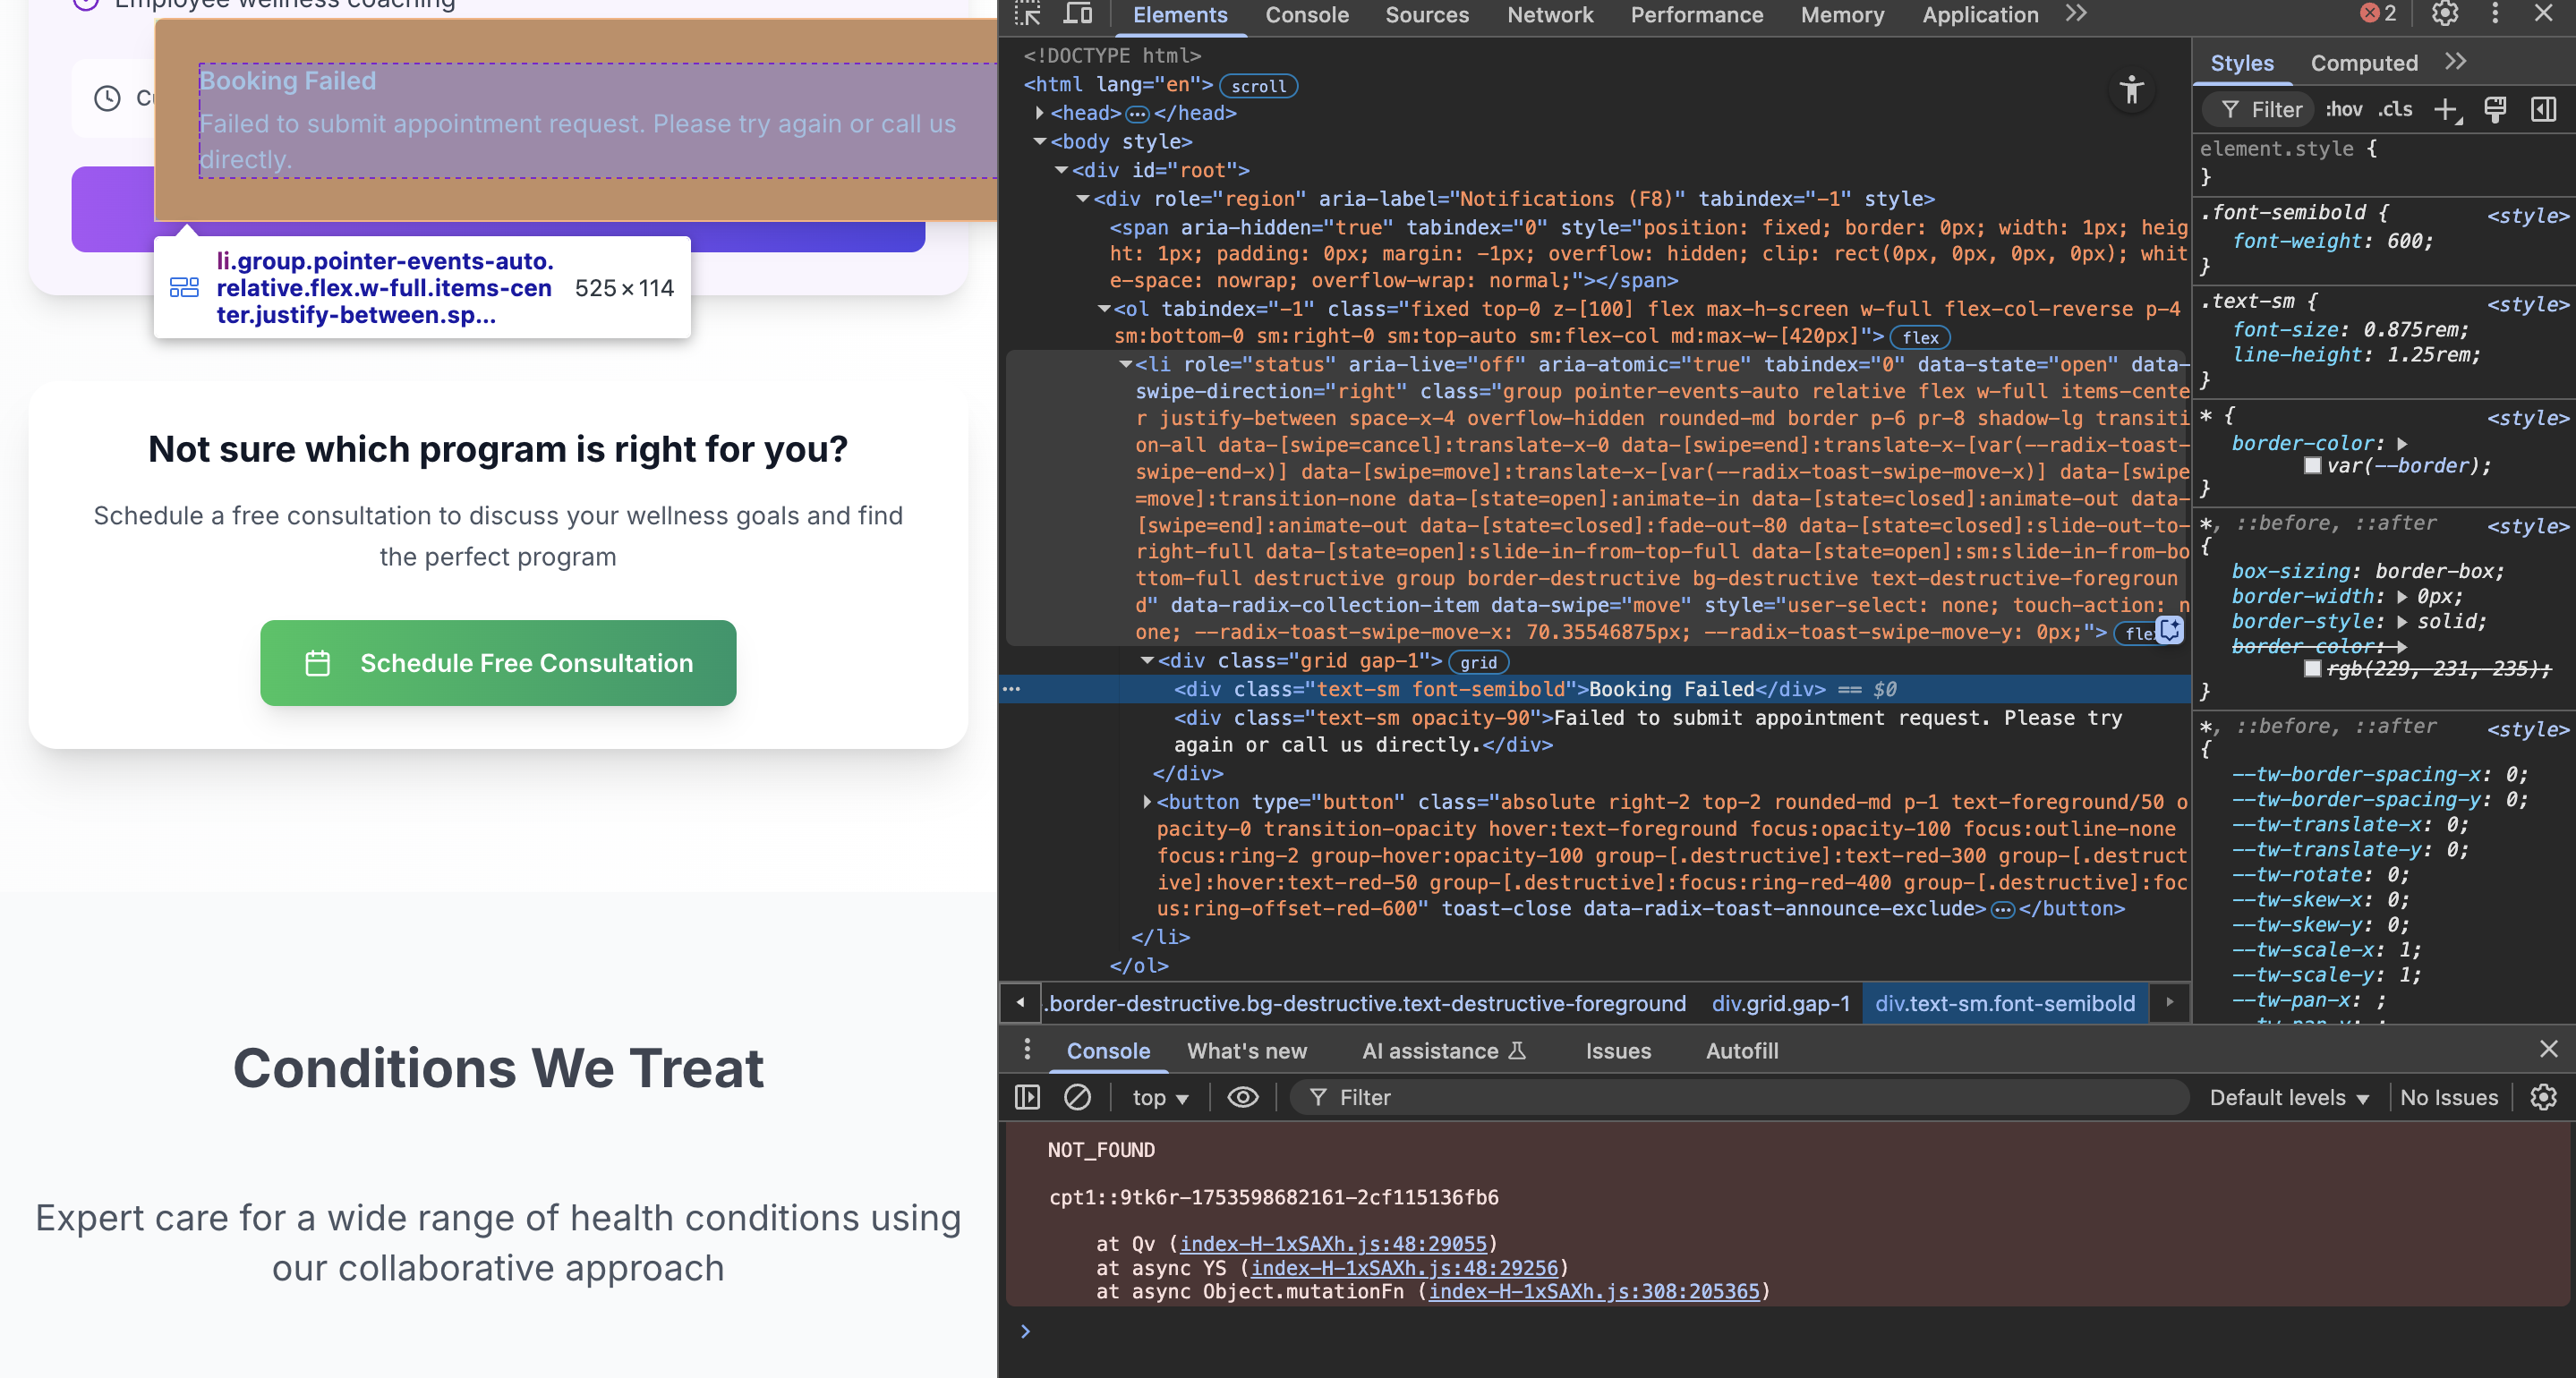 Employee wellness coaching
Booking Failed
Failed to submit appointment request. Please try again or call us
directly.
li.group.pointer-events-auto.
relative.flex.w-full.items-cen
ter.justify-between.sp...
525×114
Not sure which program is right for you?
Schedule a free consultation to discuss your wellness goals and find
the perfect program
Schedule Free Consultation
Conditions We Treat
Expert care for a wide range of health conditions using
our collaborative approach
Elements Console Sources Network Performance Memory Application 2
<!DOCTYPE html>
<html lang="en"> scroll
<head> ... </head>
<body style>
<div id="root">
<div role="region" aria-label="Notifications (F8)" tabindex="-1" style>
<span aria-hidden="true" tabindex="0" style="position: fixed; border: 0px; width: 1px; heig
ht: 1px; padding: 0px; margin: -1px; overflow: hidden; clip: rect(0px, 0px, 0px, 0px); whit
e-space: nowrap; overflow-wrap: normal;"></span>
<ol tabindex="-1" class="fixed top-0 z-[100] flex max-h-screen w-full flex-col-reverse p-4
sm:bottom-0 sm:right-0 sm:top-auto sm:flex-col md:max-w-[420px]"> flex
<li role="status" aria-live="off" aria-atomic="true" tabindex="0" data-state="open" data-
swipe-direction="right" class="group pointer-events-auto relative flex w-full items-cente
r justify-between space-x-4 overflow-hidden rounded-md border p-6 pr-8 shadow-lg transiti
on-all data-[swipe=cancel]:translate-x-0 data-[swipe=end]:translate-x-[var(--radix-toast-
swipe-end-x)] data-[swipe=move]:translate-x-[var(--radix-toast-swipe-move-x)] data-[swipe
=move]:transition-none data-[state=open]:animate-in data-[state=closed]:animate-out data-
[swipe=end]:animate-out data-[state=closed]:fade-out-80 data-[state=closed]:slide-out-to-
right-full data-[state=open]:slide-in-from-top-full data-[state=open]:sm:slide-in-from-bo
ttom-full destructive group border-destructive bg-destructive text-destructive-foregroun
d" data-radix-collection-item data-swipe="move" style="user-select: none; touch-action: n
one; --radix-toast-swipe-move-x: 70.35546875px; --radix-toast-swipe-move-y: 0px;">
<div class="grid gap-1"> grid
... <div class="text-sm font-semibold">Booking Failed</div> == $0
<div class="text-sm opacity-90">Failed to submit appointment request. Please try
again or call us directly.</div>
</div>
<button type="button" class="absolute right-2 top-2 rounded-md p-1 text-foreground/50 o
pacity-0 transition-opacity hover:text-foreground focus:opacity-100 focus:outline-none
focus:ring-2 group-hover:opacity-100 group-[.destructive]:text-red-300 group-[.destruct
ive]:hover:text-red-50 group-[.destructive]:focus:ring-red-400 group-[.destructive]:foc
us:ring-offset-red-600" toast-close data-radix-toast-announce-exclude> ... </button>
</li>
</ol>
.border-destructive.bg-destructive.text-destructive-foreground div.grid.gap-1 div.text-sm.font-semibold
Styles Computed
Filter :hov .cls
element.style {
}
.font-semibold { <style>
font-weight: 600;
}
.text-sm { <style>
font-size: 0.875rem;
line-height: 1.25rem;
}
* { <style>
border-color:
var(--border);
}
*, ::before, ::after <style>
{
box-sizing: border-box;
border-width: 0px;
border-style: solid;
border-color:
rgb(229, 231, 235);
}
*, ::before, ::after <style>
{
--tw-border-spacing-x: 0;
--tw-border-spacing-y: 0;
--tw-translate-x: 0;
--tw-translate-y: 0;
--tw-rotate: 0;
--tw-skew-x: 0;
--tw-skew-y: 0;
--tw-scale-x: 1;
--tw-scale-y: 1;
--tw-pan-x: ;
Console What's new AI assistance Issues Autofill
top Filter Default levels No Issues
NOT_FOUND
cpt1::9tk6r-1753598682161-2cf115136fb6
at Qv (index-H-1xSAXh.js:48:29055)
at async YS (index-H-1xSAXh.js:48:29256)
at async Object.mutationFn (index-H-1xSAXh.js:308:205365)